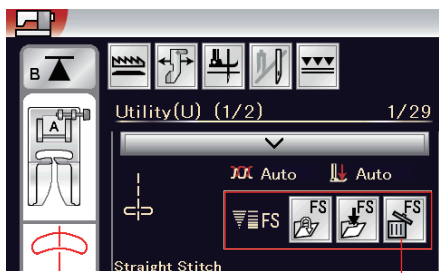 B
A
Utility(U) (1/2) 1/29
Auto Auto
FS FS FS FS
Straight Stitch